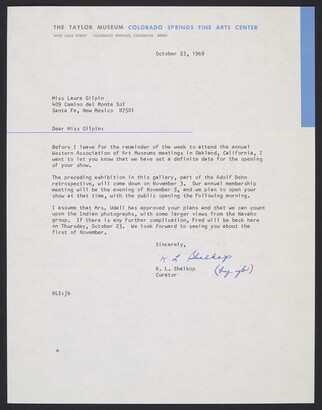 THE TAYLOR MUSEUM COLORADO SPRINGS FINE ARTS CENTER
COLORADO SPRINGS, COLORADO
October 23, 1969
Miss Laura Gilpin
409 Camino del Monte Sol
Santa Fe, New Mexico 87501
Dear Miss Gilpin:
Before I leave for the remainder of the week to attend the annual
Western Association of Art Museums meetings in Oakland, California, I
want to let you know that we have set a definite date for the opening
of your show.
The preceding exhibition in this gallery, part of the Adolf Dehn
retrospective, will come down on November 3. Our annual membership
meeting will be the evening of November 5, and we plan to open your
show at that time, with the public opening the following morning.
I assume that Mrs. Udall has approved your plans and that we can count
upon the Indian photographs, with some larger views from the Navaho
group. If there is any further complication, Fred will be back here
on Thursday, October 23. We look forward to seeing you about the
first of November.
Sincerely,
R L Shalkop
R. L. Shalkop (by jb)
Curator
RLS:jb